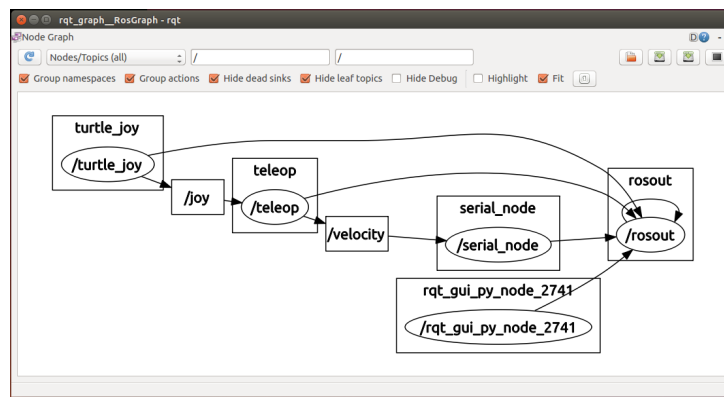 rqt_graph__RosGraph - rqt
Node Graph
D
-
Nodes/Topics (all)
/
/
Group namespaces
Group actions
Hide dead sinks
Hide leaf topics
Hide Debug
Highlight
Fit
turtle_joy
/turtle_joy
/joy
teleop
/teleop
/velocity
serial_node
/serial_node
rosout
/rosout
rqt_gui_py_node_2741
/rqt_gui_py_node_2741